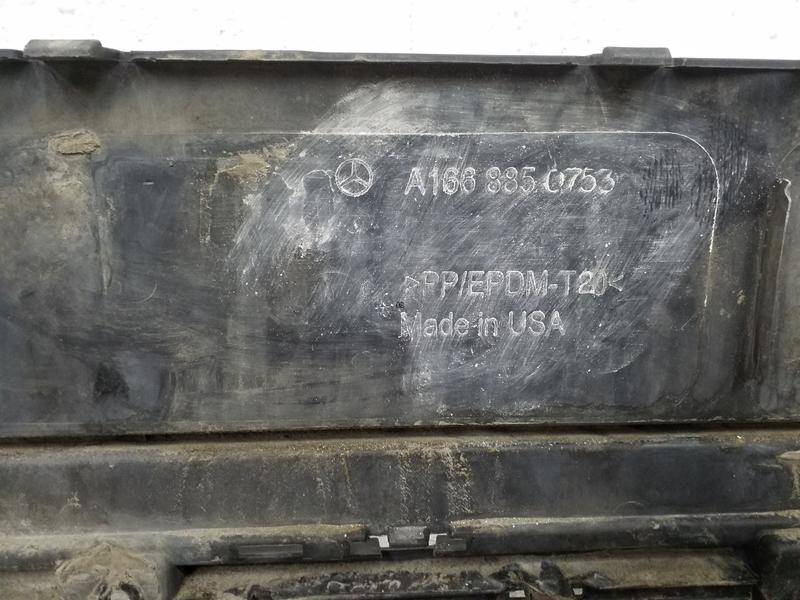 A166 885 0753
>PP/EPDM-T20<
Made in USA